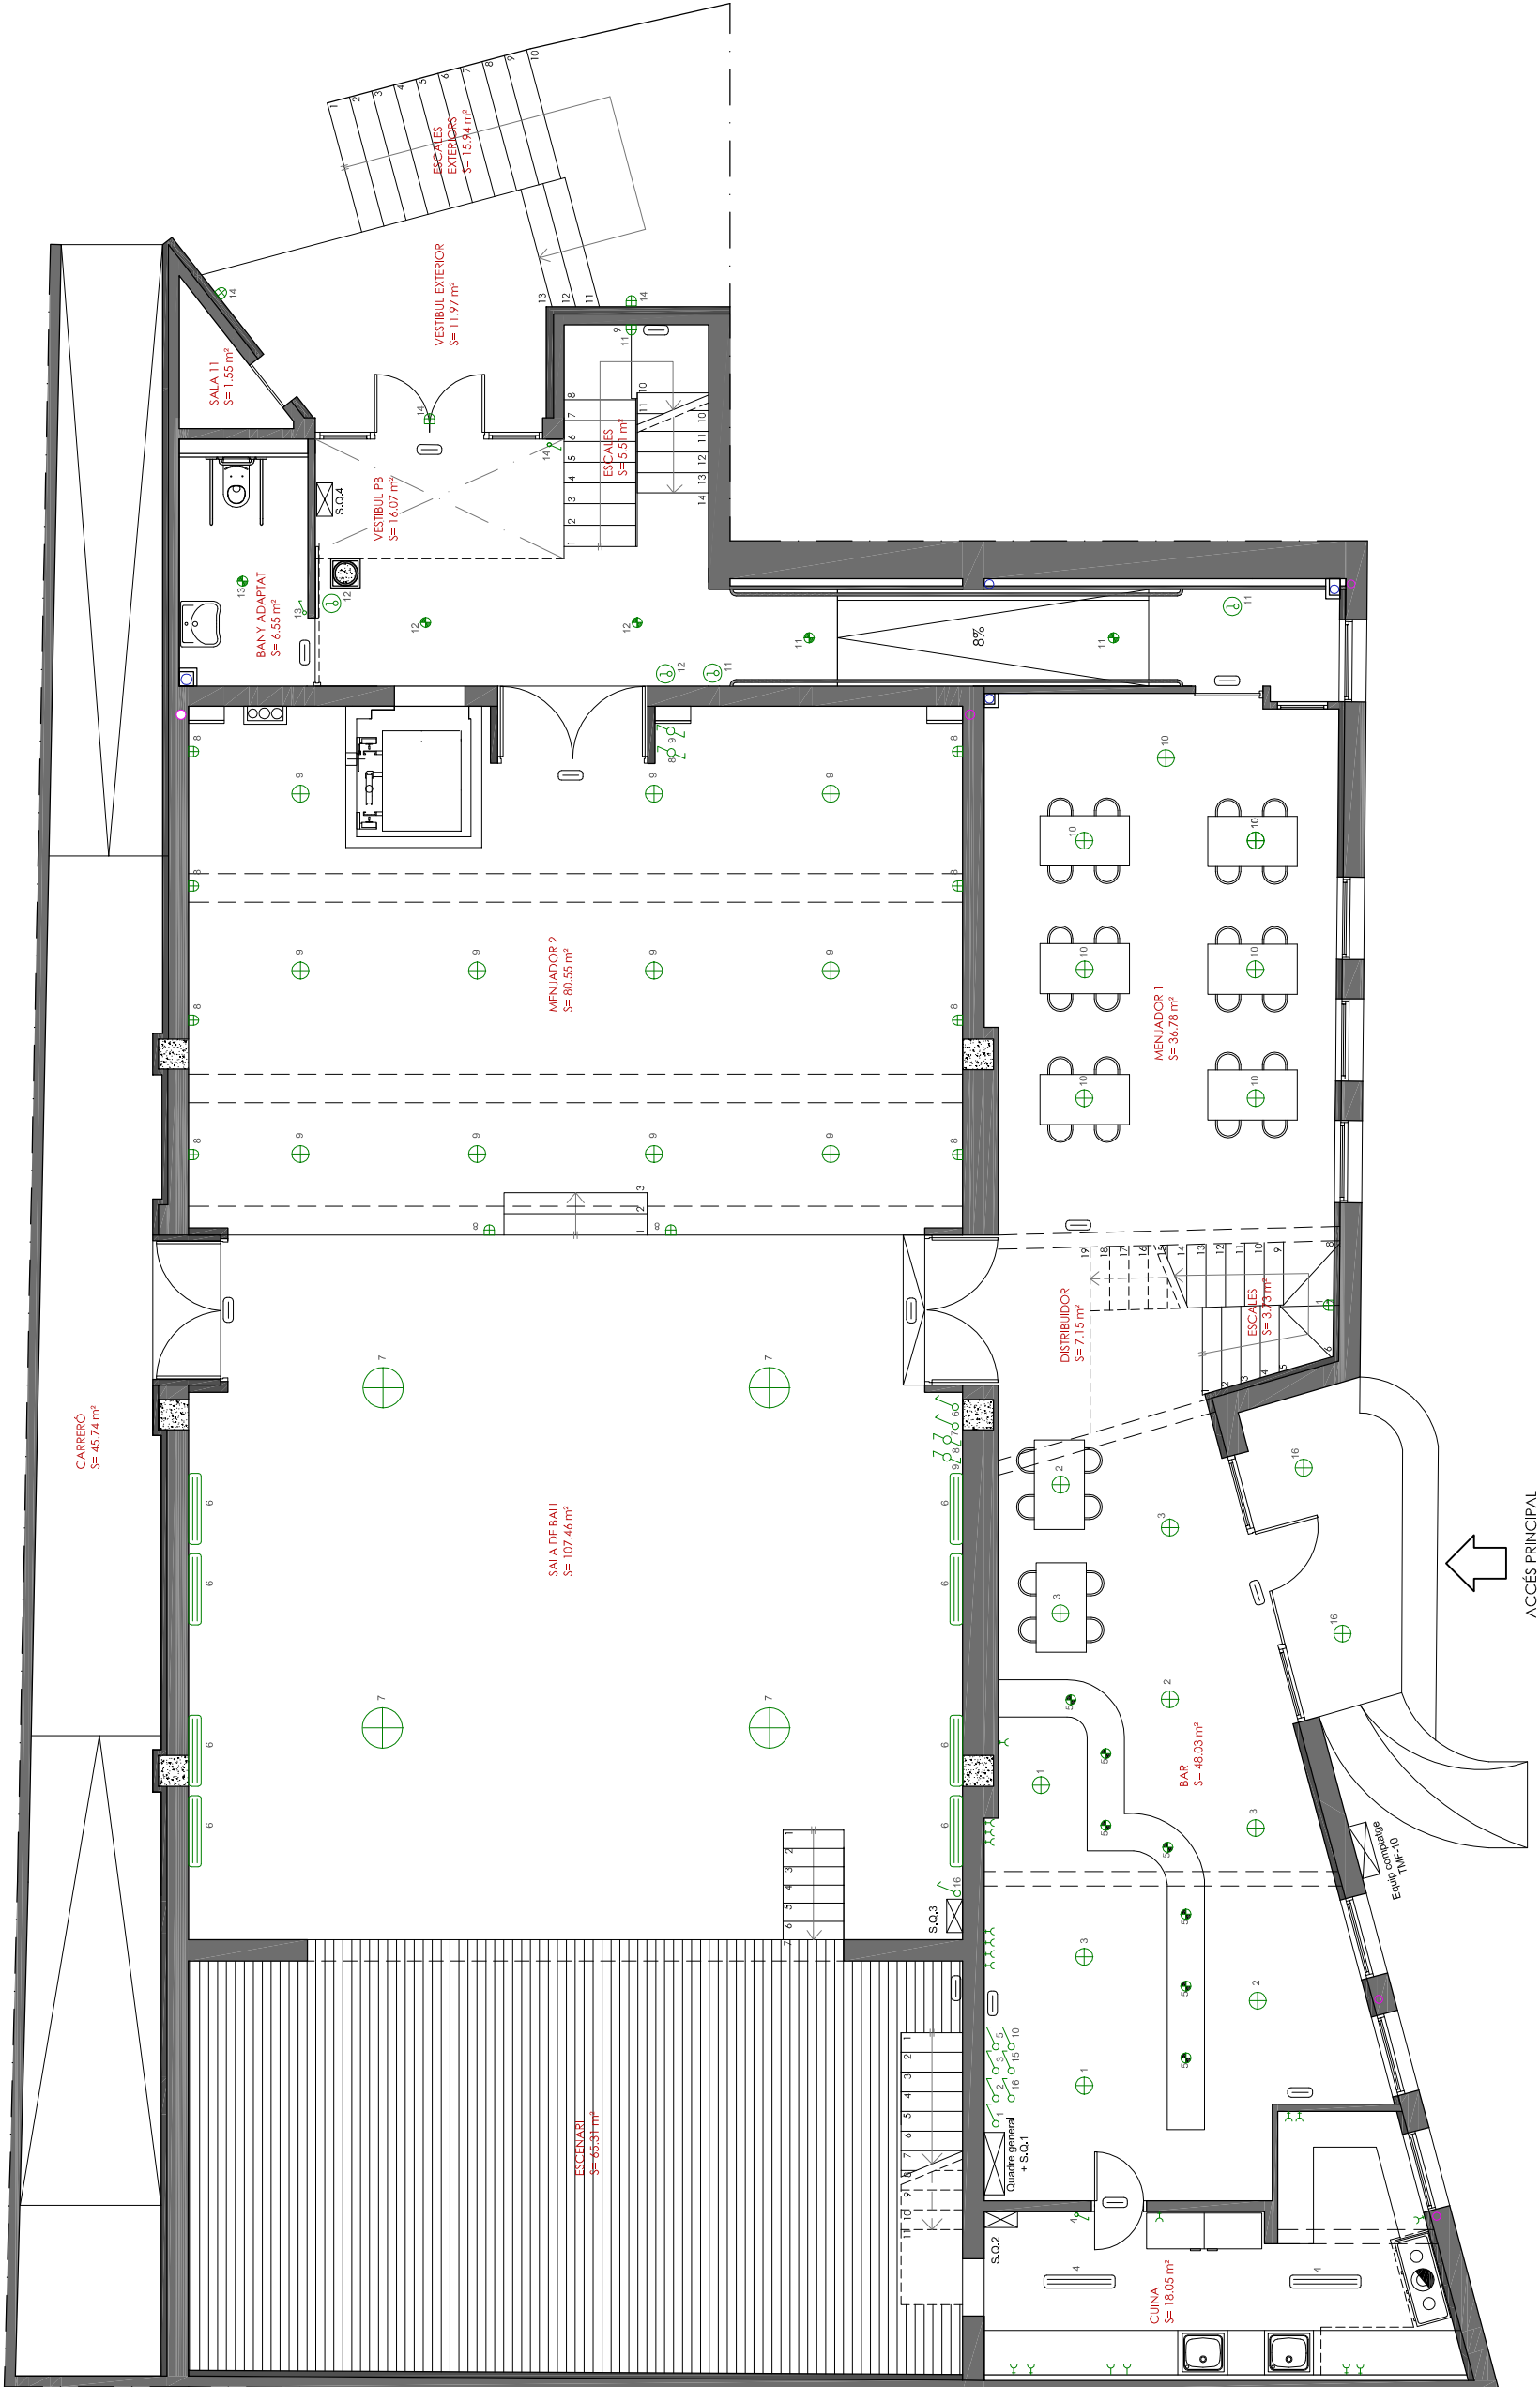 ESCALES
EXTERIORS
S= 15.94 m²
VESTIBUL EXTERIOR
S= 11.97 m²
SALA 11
S= 1.55 m²
ESCALES
S= 5.51 m²
VESTIBUL PB
S= 16.07 m²
S.Q.4
BANY ADAPTAT
S= 6.55 m²
8%
MENJADOR 2
S= 80.55 m²
MENJADOR 1
S= 36.78 m²
DISTRIBUIDOR
S= 7.15 m²
ESCALES
S= 3.73 m²
CARRERÓ
S= 45.74 m²
SALA DE BALL
S= 107.46 m²
ACCÉS PRINCIPAL
BAR
S= 48.03 m²
Equip comptatge
TMF-10
S.Q.3
ESCENARI
S= 65.31 m²
Quadre general
+ S.Q.1
S.Q.2
CUINA
S= 18.05 m²